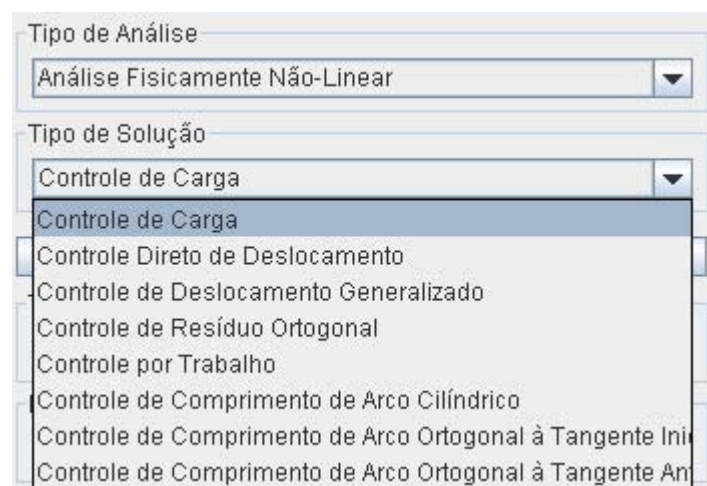 Tipo de Análise
Análise Fisicamente Não-Linear
Tipo de Solução
Controle de Carga
Controle de Carga
Controle Direto de Deslocamento
Controle de Deslocamento Generalizado
Controle de Resíduo Ortogonal
Controle por Trabalho
Controle de Comprimento de Arco Cilíndrico
Controle de Comprimento de Arco Ortogonal à Tangente
Controle de Comprimento de Arco Ortogonal à Tangente